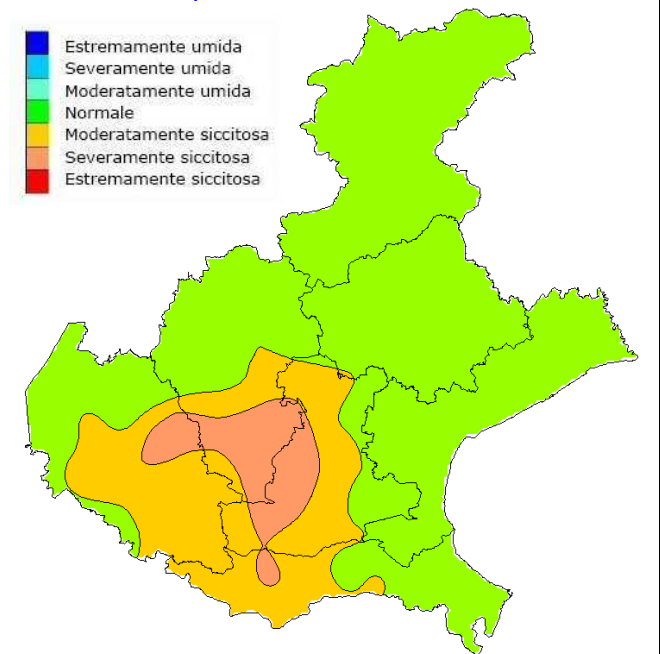 Estremamente umida
Severamente umida
Moderatamente umida
Normale
Moderatamente siccitosa
Severamente siccitosa
Estremamente siccitosa